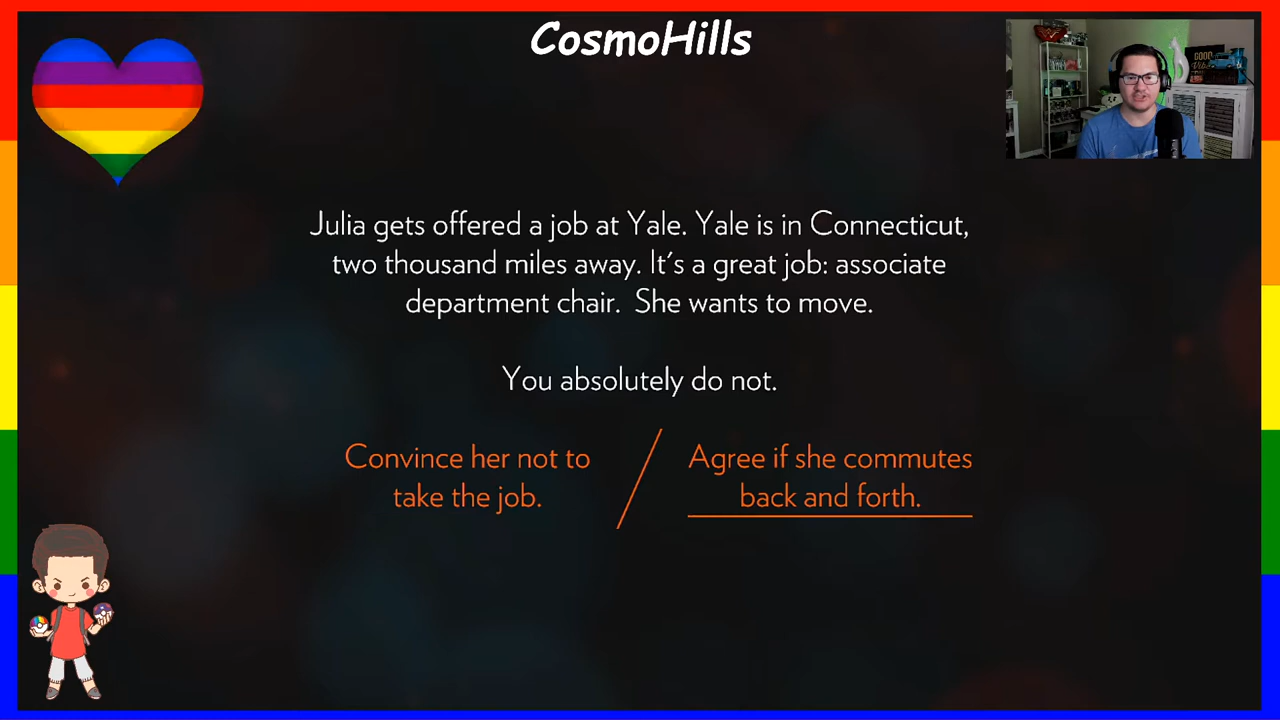 CosmoHills
Julia gets offered a job at Yale. Yale is in Connecticut,
two thousand miles away. It's a great job: associate
department chair.  She wants to move.
You absolutely do not.
Convince her not to
take the job.
Agree if she commutes
back and forth.